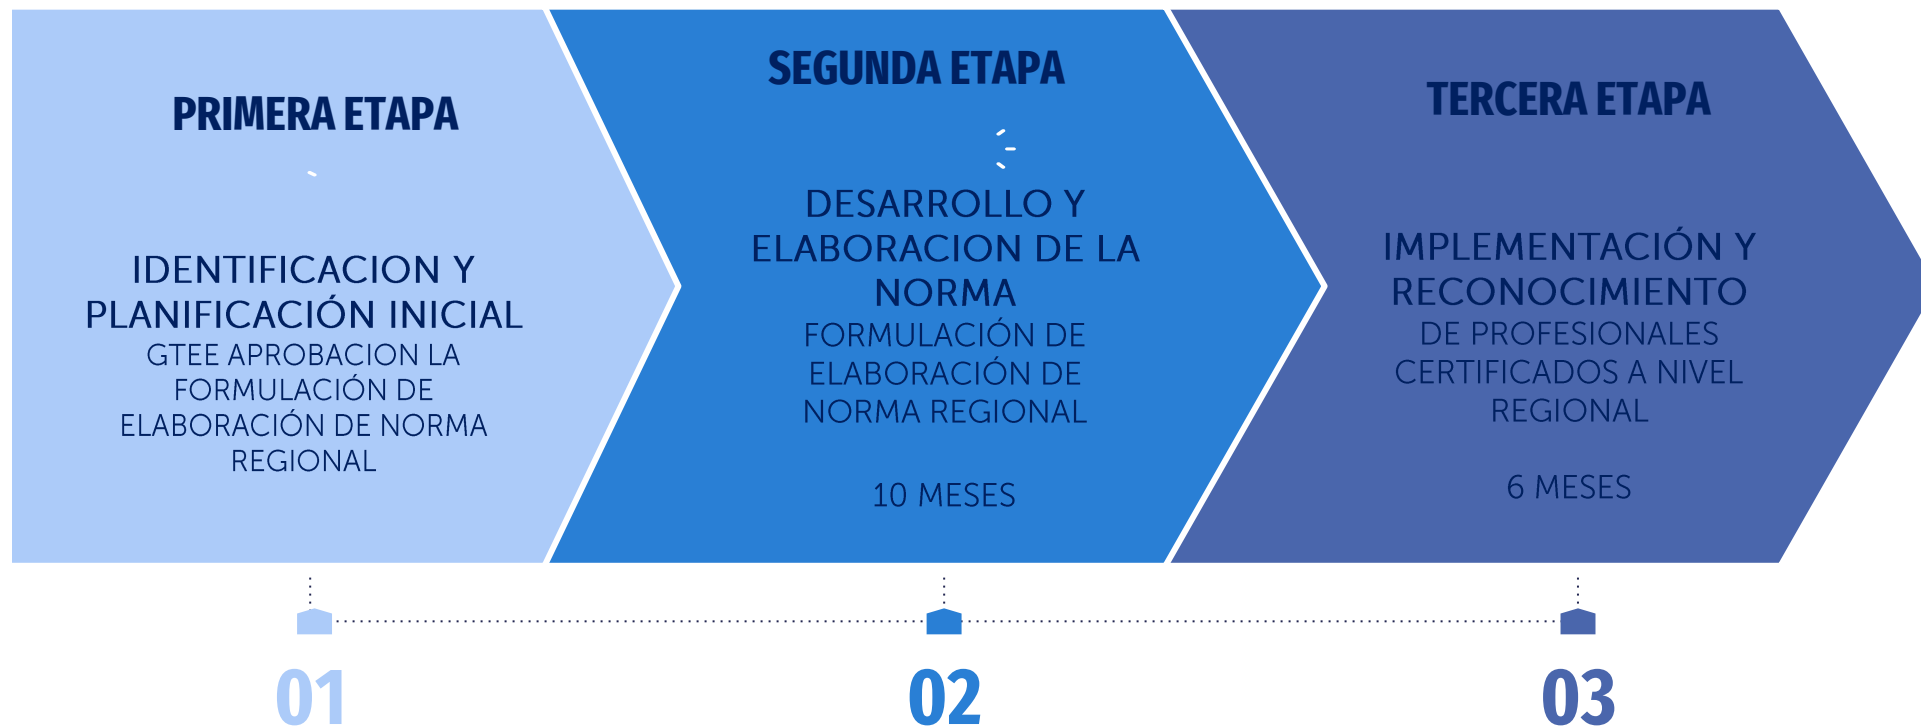 PRIMERA ETAPA
IDENTIFICACION Y
PLANIFICACIÓN INICIAL
GTEE APROBACION LA
FORMULACIÓN DE
ELABORACIÓN DE NORMA
REGIONAL
01
SEGUNDA ETAPA
DESARROLLO Y
ELABORACION DE LA
NORMA
FORMULACIÓN DE
ELABORACIÓN DE
NORMA REGIONAL
10 MESES
02
TERCERA ETAPA
IMPLEMENTACIÓN Y
RECONOCIMIENTO
DE PROFESIONALES
CERTIFICADOS A NIVEL
REGIONAL
6 MESES
03